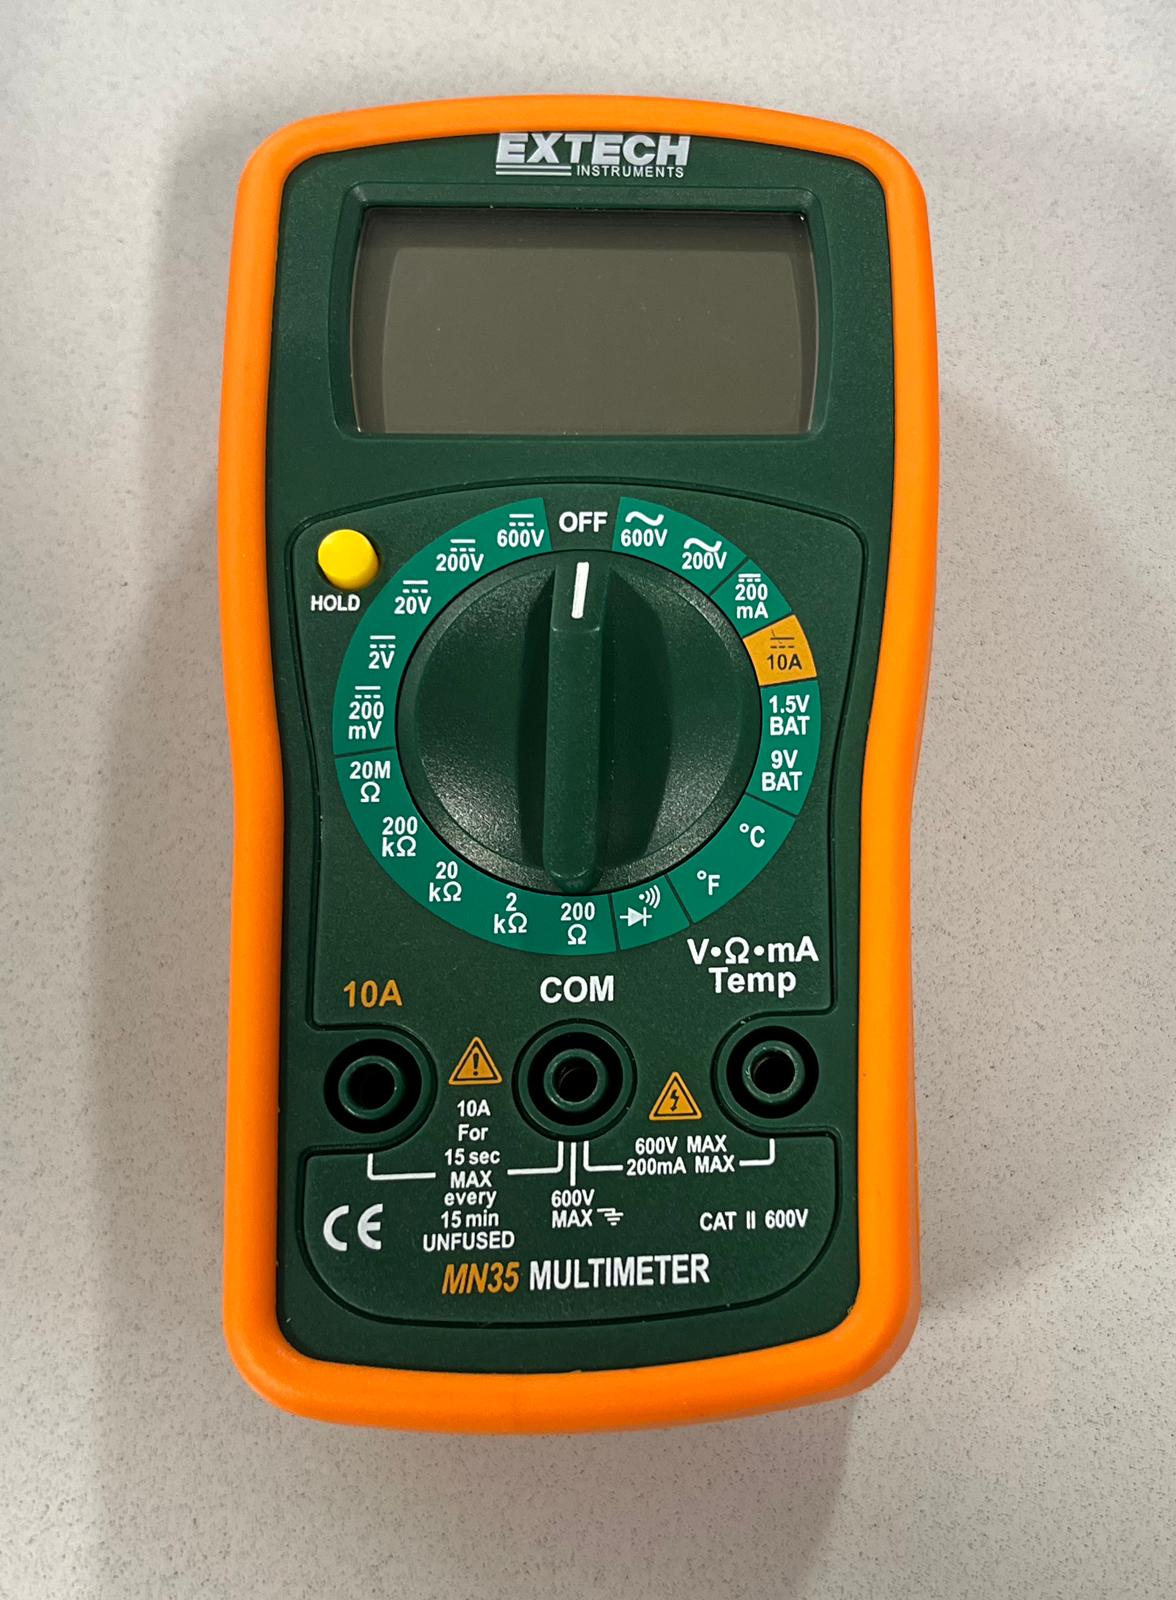 EXTECH
INSTRUMENTS
HOLD
OFF
600V
200V
20V
2V
200
mV
20M
Ω
200
kΩ
20
kΩ
2
kΩ
200
Ω
600V
200V
200
mA
10A
1.5V
BAT
9V
BAT
°C
°F
10A
COM
V•Ω•mA
Temp
10A
For
15 sec
MAX
every
15 min
UNFUSED
600V
MAX
600V MAX
200mA MAX
CE
CAT II 600V
MN35 MULTIMETER